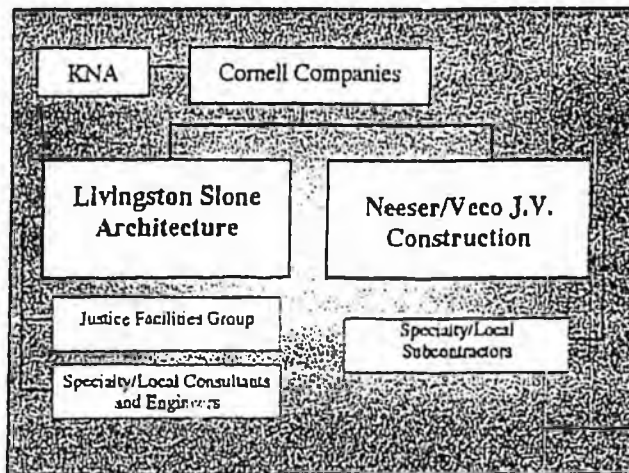 KNA
Cornell Companies
Livingston Slone
Architecture
Neeser/Veco J.V.
Construction
Justice Facilities Group
Specialty/Local
Subcontractors
Specialty/Local Consultants
and Engineers